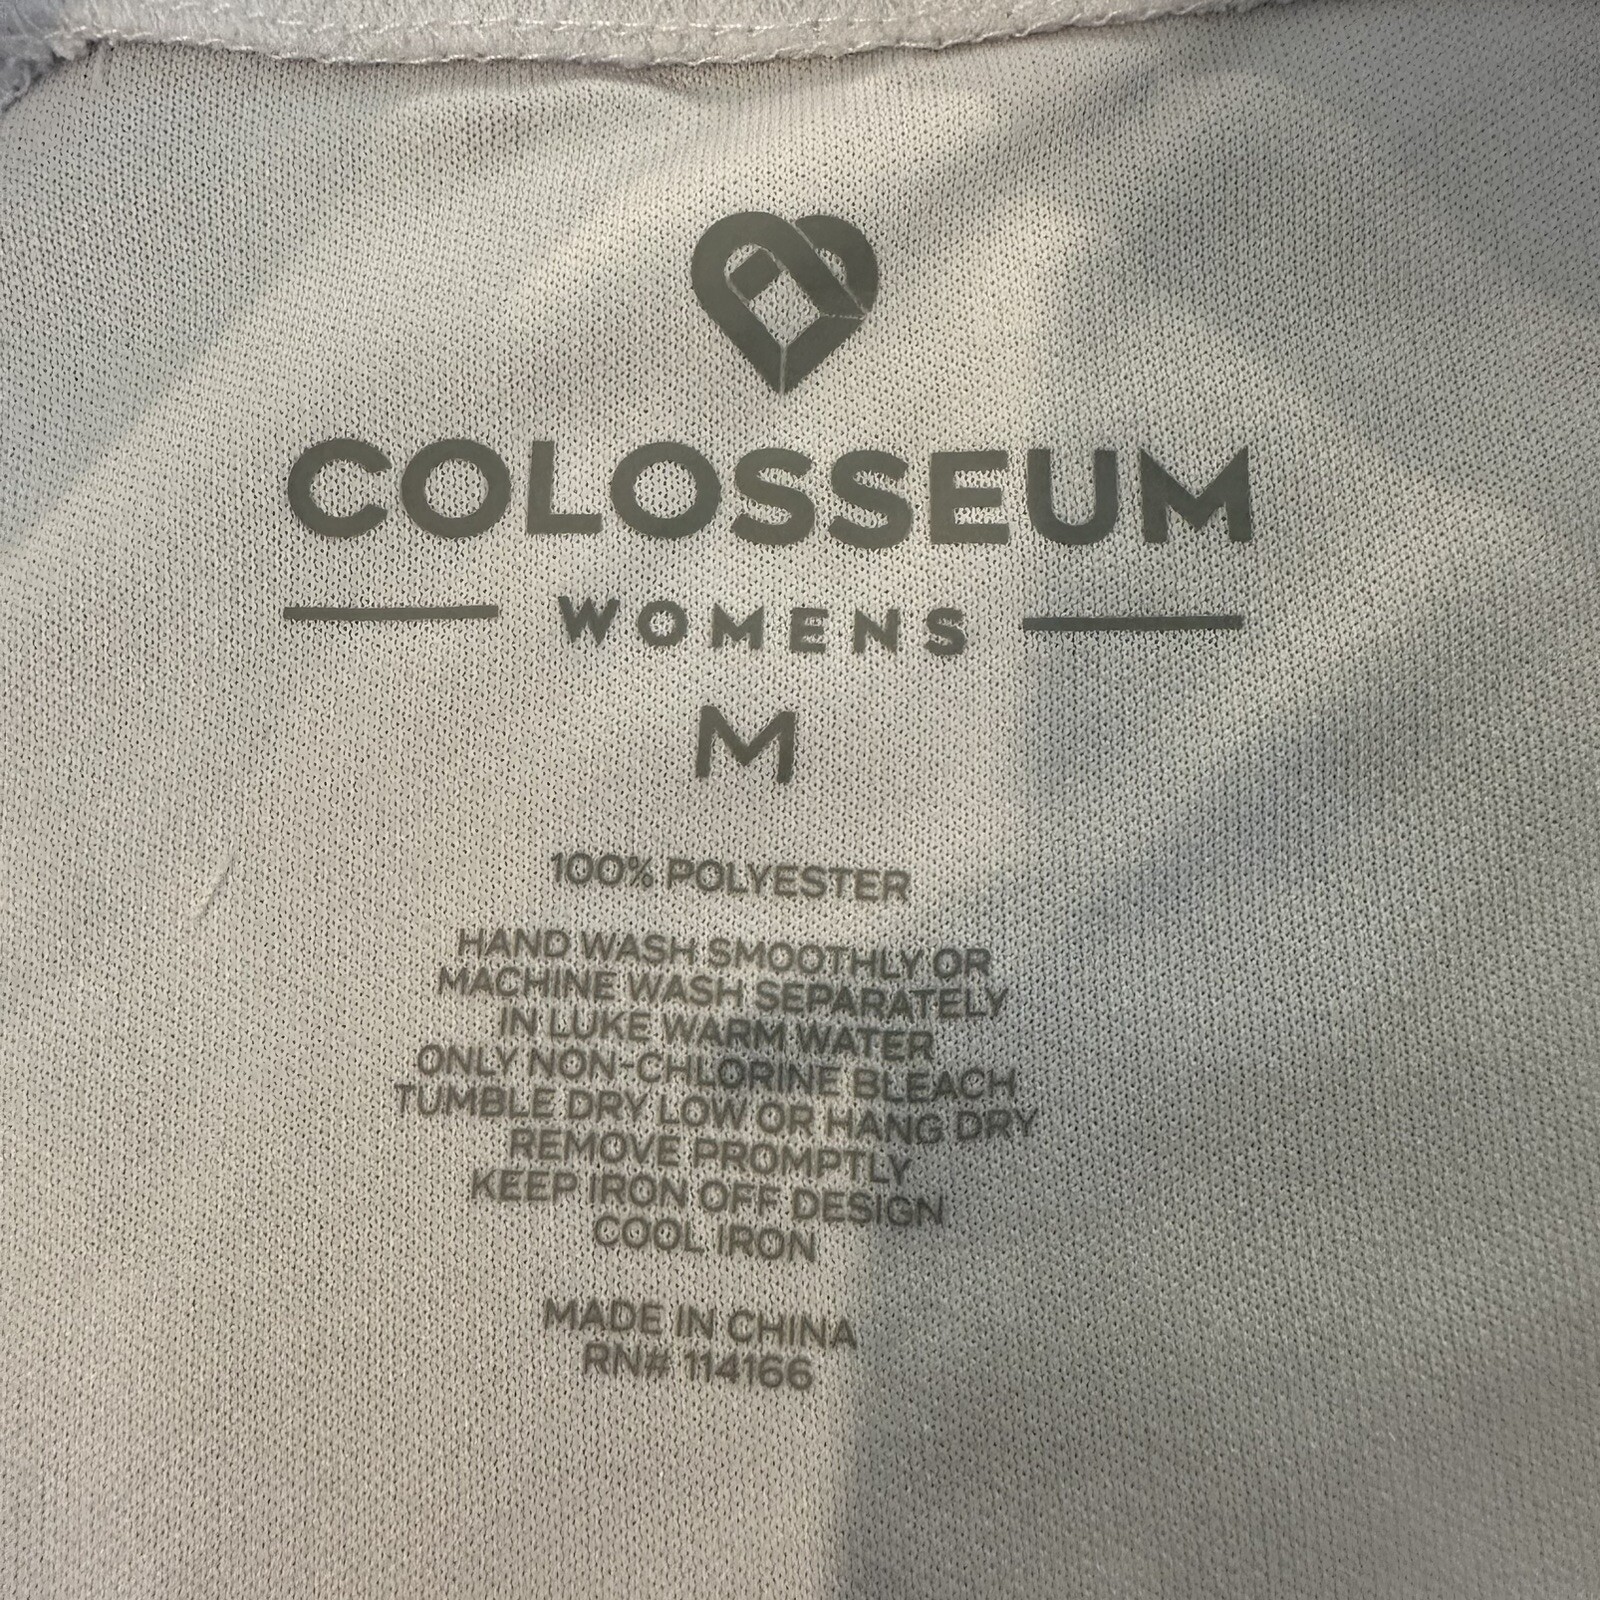 COLOSSEUM
WOMENS
M
100% POLYESTER
HAND WASH SMOOTHLY OR
MACHINE WASH SEPARATELY
IN LUKE WARM WATER
ONLY NON-CHLORINE BLEACH
TUMBLE DRY LOW OR HANG DRY
REMOVE PROMPTLY
KEEP IRON OFF DESIGN
COOL IRON
MADE IN CHINA
RN# 114166